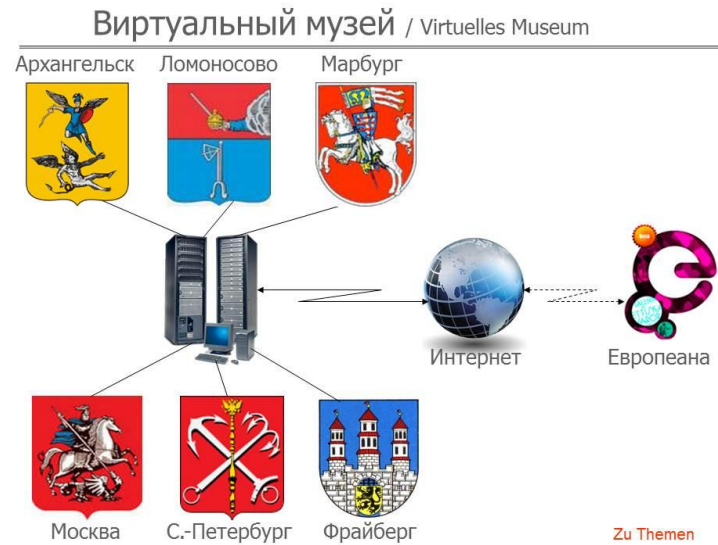 Виртуальный музей / Virtuelles Museum
Архангельск Ломоносово Марбург
Интернет Европеана
Москва С.-Петербург Фрайберг
Zu Themen